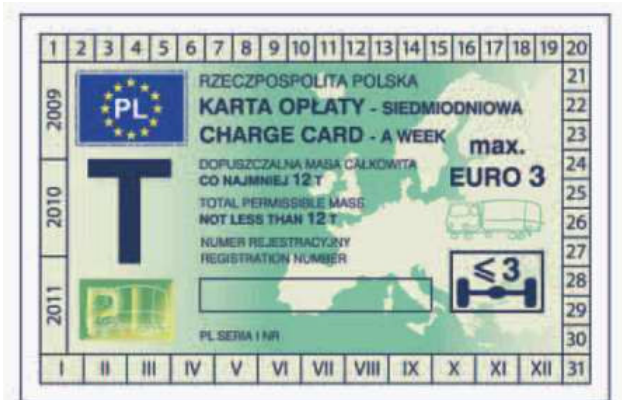 1 2 3 4 5 6 7 8 9 10 11 12 13 14 15 16 17 18 19 20
21
22
23
24
25
26
27
28
29
30
31
2009
2010
2011
PL
RZECZPOSPOLITA POLSKA
KARTA OPŁATY - SIEDMIODNIOWA
CHARGE CARD - A WEEK
max.
EURO 3
T
DOPUSZCZALNA MASA CAŁKOWITA
CO NAJMNIEJ 12 T
TOTAL PERMISSIBLE MASS
NOT LESS THAN 12 T
NUMER REJESTRACYJNY
REGISTRATION NUMBER
≤ 3
PL
PL SERIA I NR
I II III IV V VI VII VIII IX X XI XII